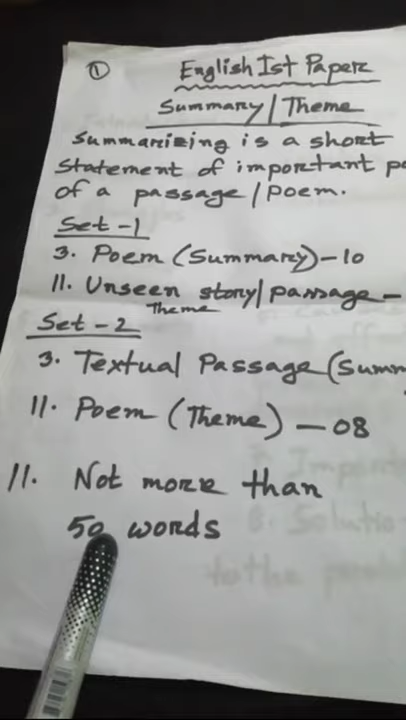 ①
English Ist Paper
Summary/Theme
Summarizing is a short
Statement of important
of a passage/poem.
Set-1
3. Poem (Summary)-10
11. Unseen story/passage-
Theme
Set-2
3. Textual Passage (Summ
11. Poem (Theme) - 08
11. Not more than
50 words